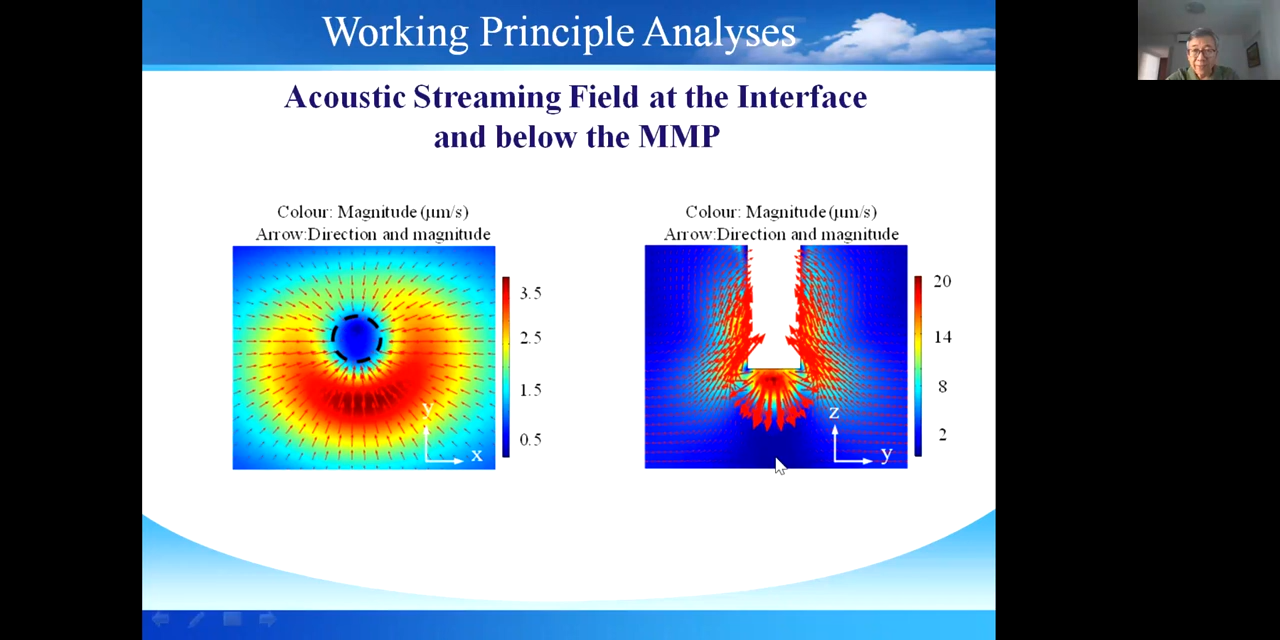 Working Principle Analyses
Acoustic Streaming Field at the Interface
and below the MMP
Colour: Magnitude (μm/s)
Arrow:Direction and magnitude
3.5
2.5
1.5
0.5
y
x
Colour: Magnitude (μm/s)
Arrow:Direction and magnitude
20
14
8
2
z
y